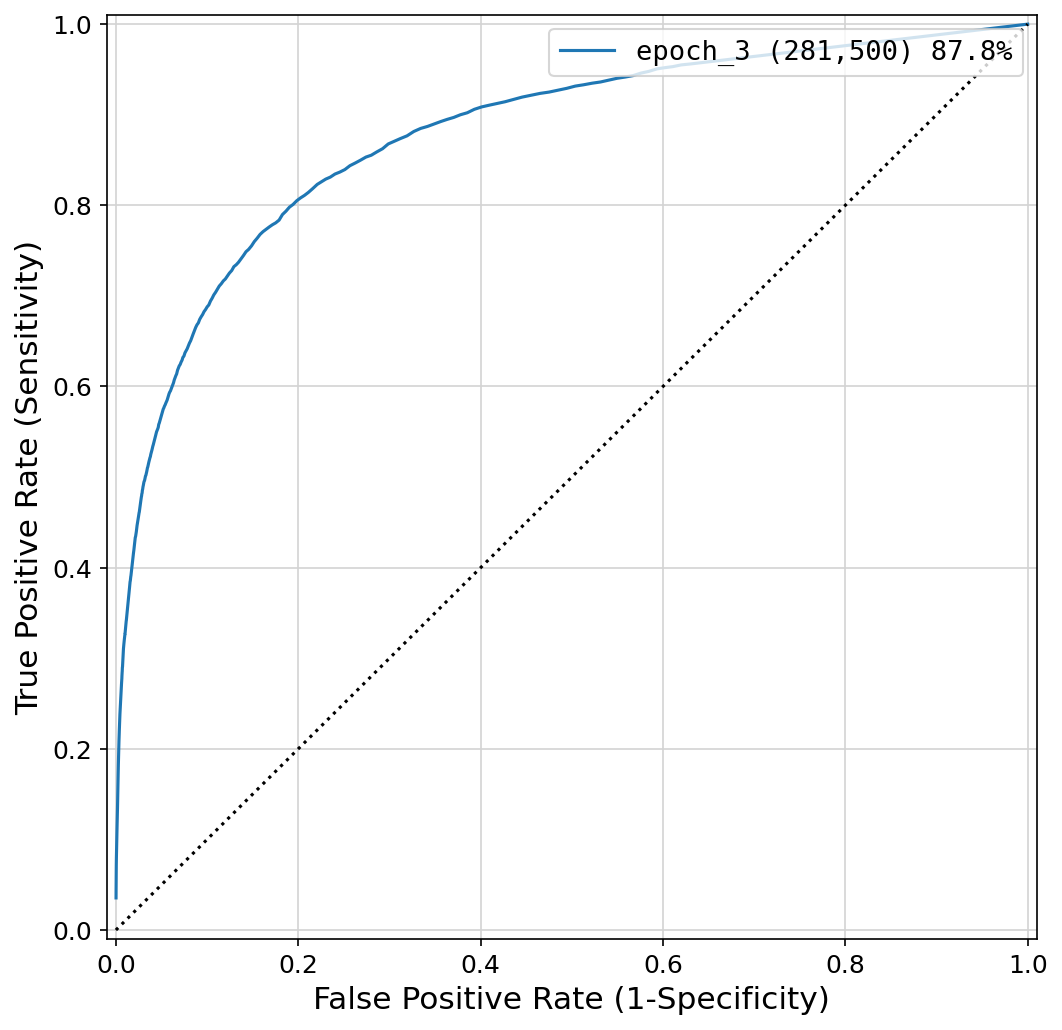 epoch_3 (281,500) 87.8%
True Positive Rate (Sensitivity)
1.0
0.8
0.6
0.4
0.2
0.0
0.0 0.2 0.4 0.6 0.8 1.0
False Positive Rate (1-Specificity)